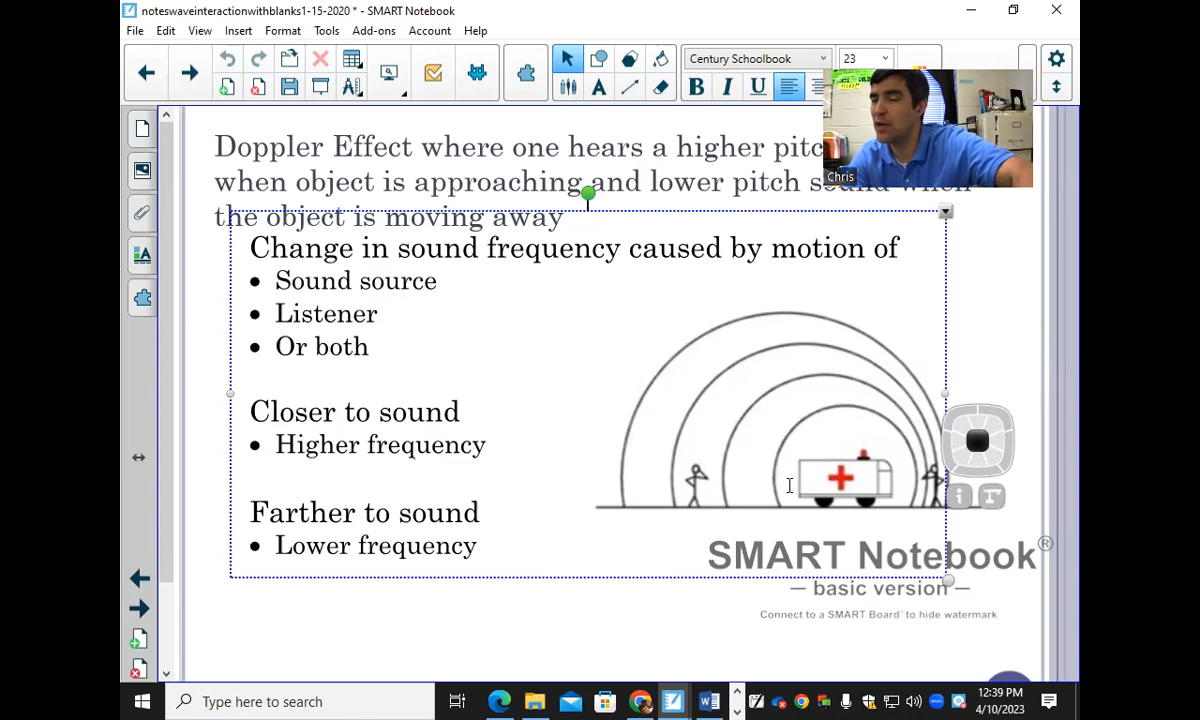 noteswaveinteractionwithblanks1-15-2020 * - SMART Notebook
File Edit View Insert Format Tools Add-ons Account Help
Century Schoolbook 23
B I U
Chris
Doppler Effect where one hears a higher pitc
when object is approaching and lower pitch sound when
the object is moving away
Change in sound frequency caused by motion of
• Sound source
• Listener
• Or both
Closer to sound
• Higher frequency
Farther to sound
• Lower frequency
SMART Notebook®
— basic version —
Connect to a SMART Board® to hide watermark
Type here to search
12:39 PM
4/10/2023